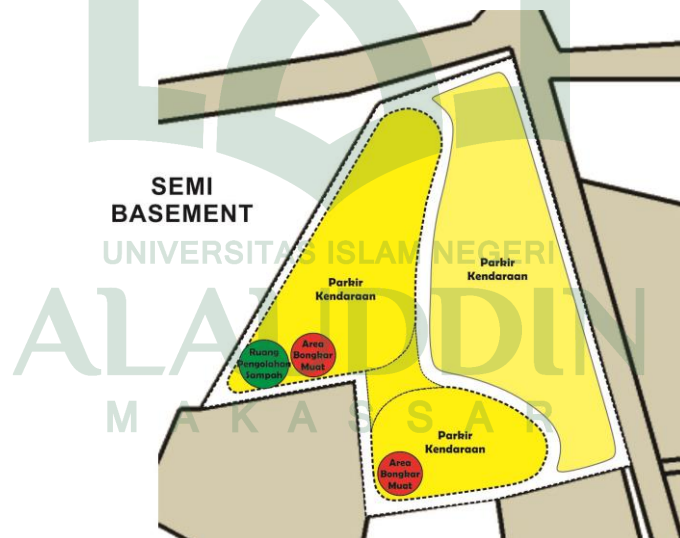 SEMI
BASEMENT
UNIVERSITAS ISLAM NEGERI
ALAUDDIN
MAKASSAR
Parkir
Kendaraan
Parkir
Kendaraan
Ruang
Pengolahan
Sampah
Area
Bongkar
Muat
Parkir
Kendaraan
Area
Bongkar
Muat